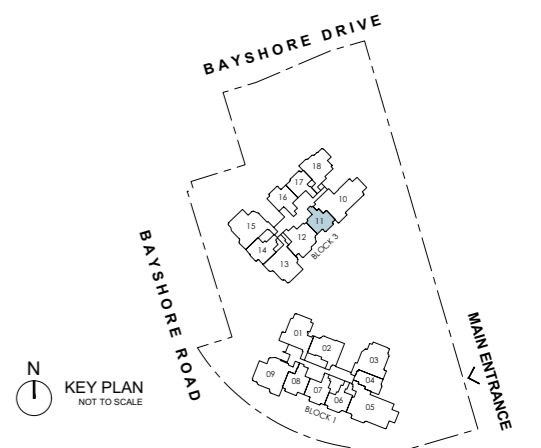 BAYSHORE DRIVE
18
17
10
16
11
15
12
14
13
BLOCK 3
BAYSHORE ROAD
01
02
03
09
08
07
04
06
05
BLOCK 1
MAIN ENTRANCE
N
KEY PLAN
NOT TO SCALE